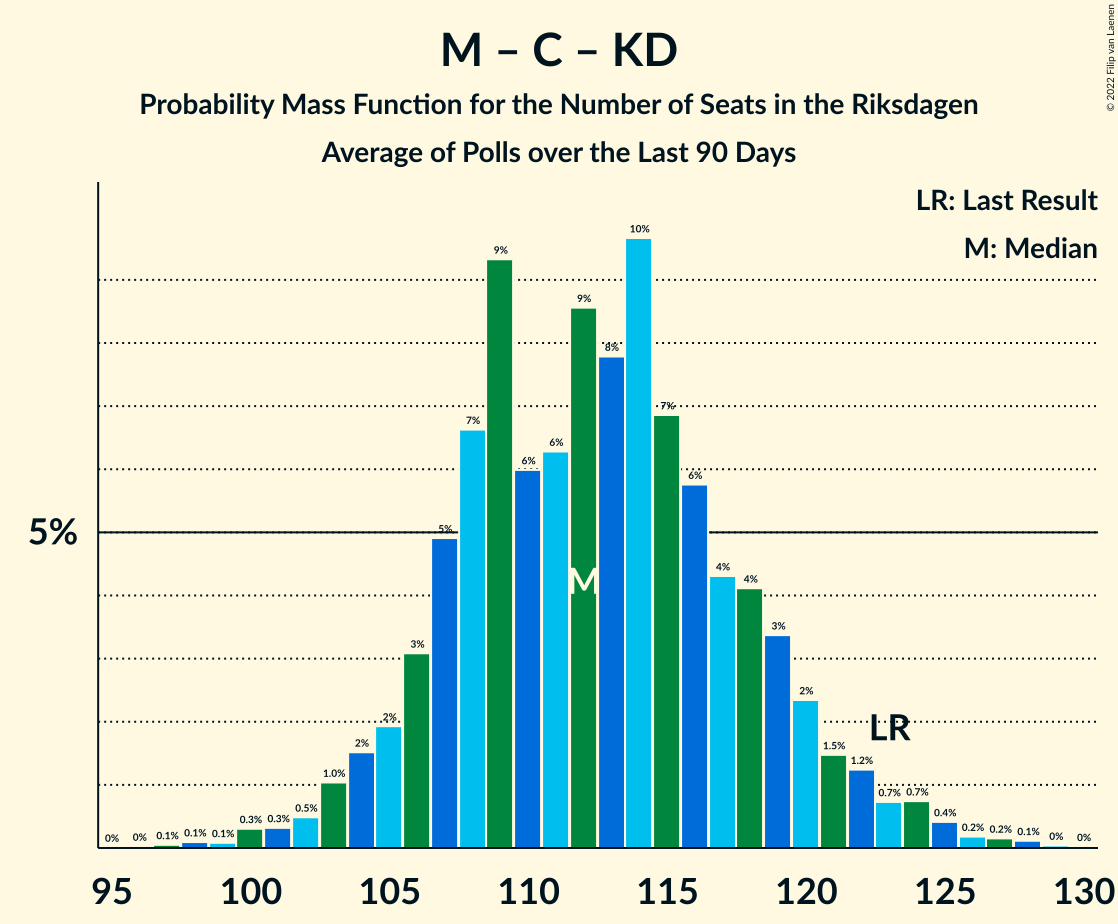 M – C – KD
Probability Mass Function for the Number of Seats in the Riksdagen
Average of Polls over the Last 90 Days
© 2022 Filip van Laenen
LR: Last Result
M: Median
5%
0% 0% 0.1% 0.1% 0.1% 0.3% 0.3% 0.5% 1.0% 2% 2% 3% 5% 7% 9% 6% 6% 9% 8% 10% 7% 6% 4% 4% 3% 2% 1.5% 1.2% 0.7% 0.7% 0.4% 0.2% 0.2% 0.1% 0% 0%
M
LR
95 100 105 110 115 120 125 130